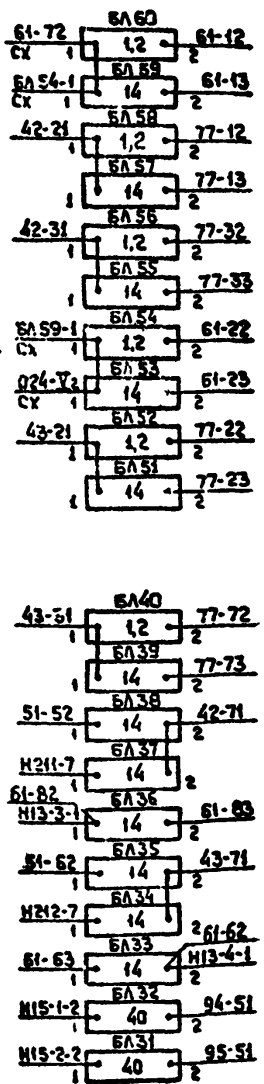 БЛ60
61-72 1,2 61-12
СХ 1 2
БЛ59
БЛ54-1 14 61-13
СХ 1 2
БЛ58
42-21 1,2 77-12
1 2
БЛ57
14 77-13
1 2
БЛ56
42-31 1,2 77-32
1 2
БЛ55
14 77-33
1 2
БЛ54
БЛ59-1 1,2 61-22
СХ 1 2
БЛ53
14 61-23
СХ 1 2
БЛ52
43-21 1,2 77-22
1 2
БЛ51
14 77-23
1 2
БЛ40
43-51 1,2 77-72
1 2
БЛ39
14 77-73
1 2
БЛ38
51-52 14 42-71
1 2
БЛ37
Н211-7 14
1 2
61-82 БЛ36
Н13-3-1 14 61-83
1 2
БЛ35
51-62 14 43-71
1 2
БЛ34
Н212-7 14
1 2
БЛ33 61-62
61-63 14 Н13-4-1
1 2
БЛ32
Н15-1-2 40 94-51
1 2
БЛ31
Н15-2-2 40 95-51
1 2